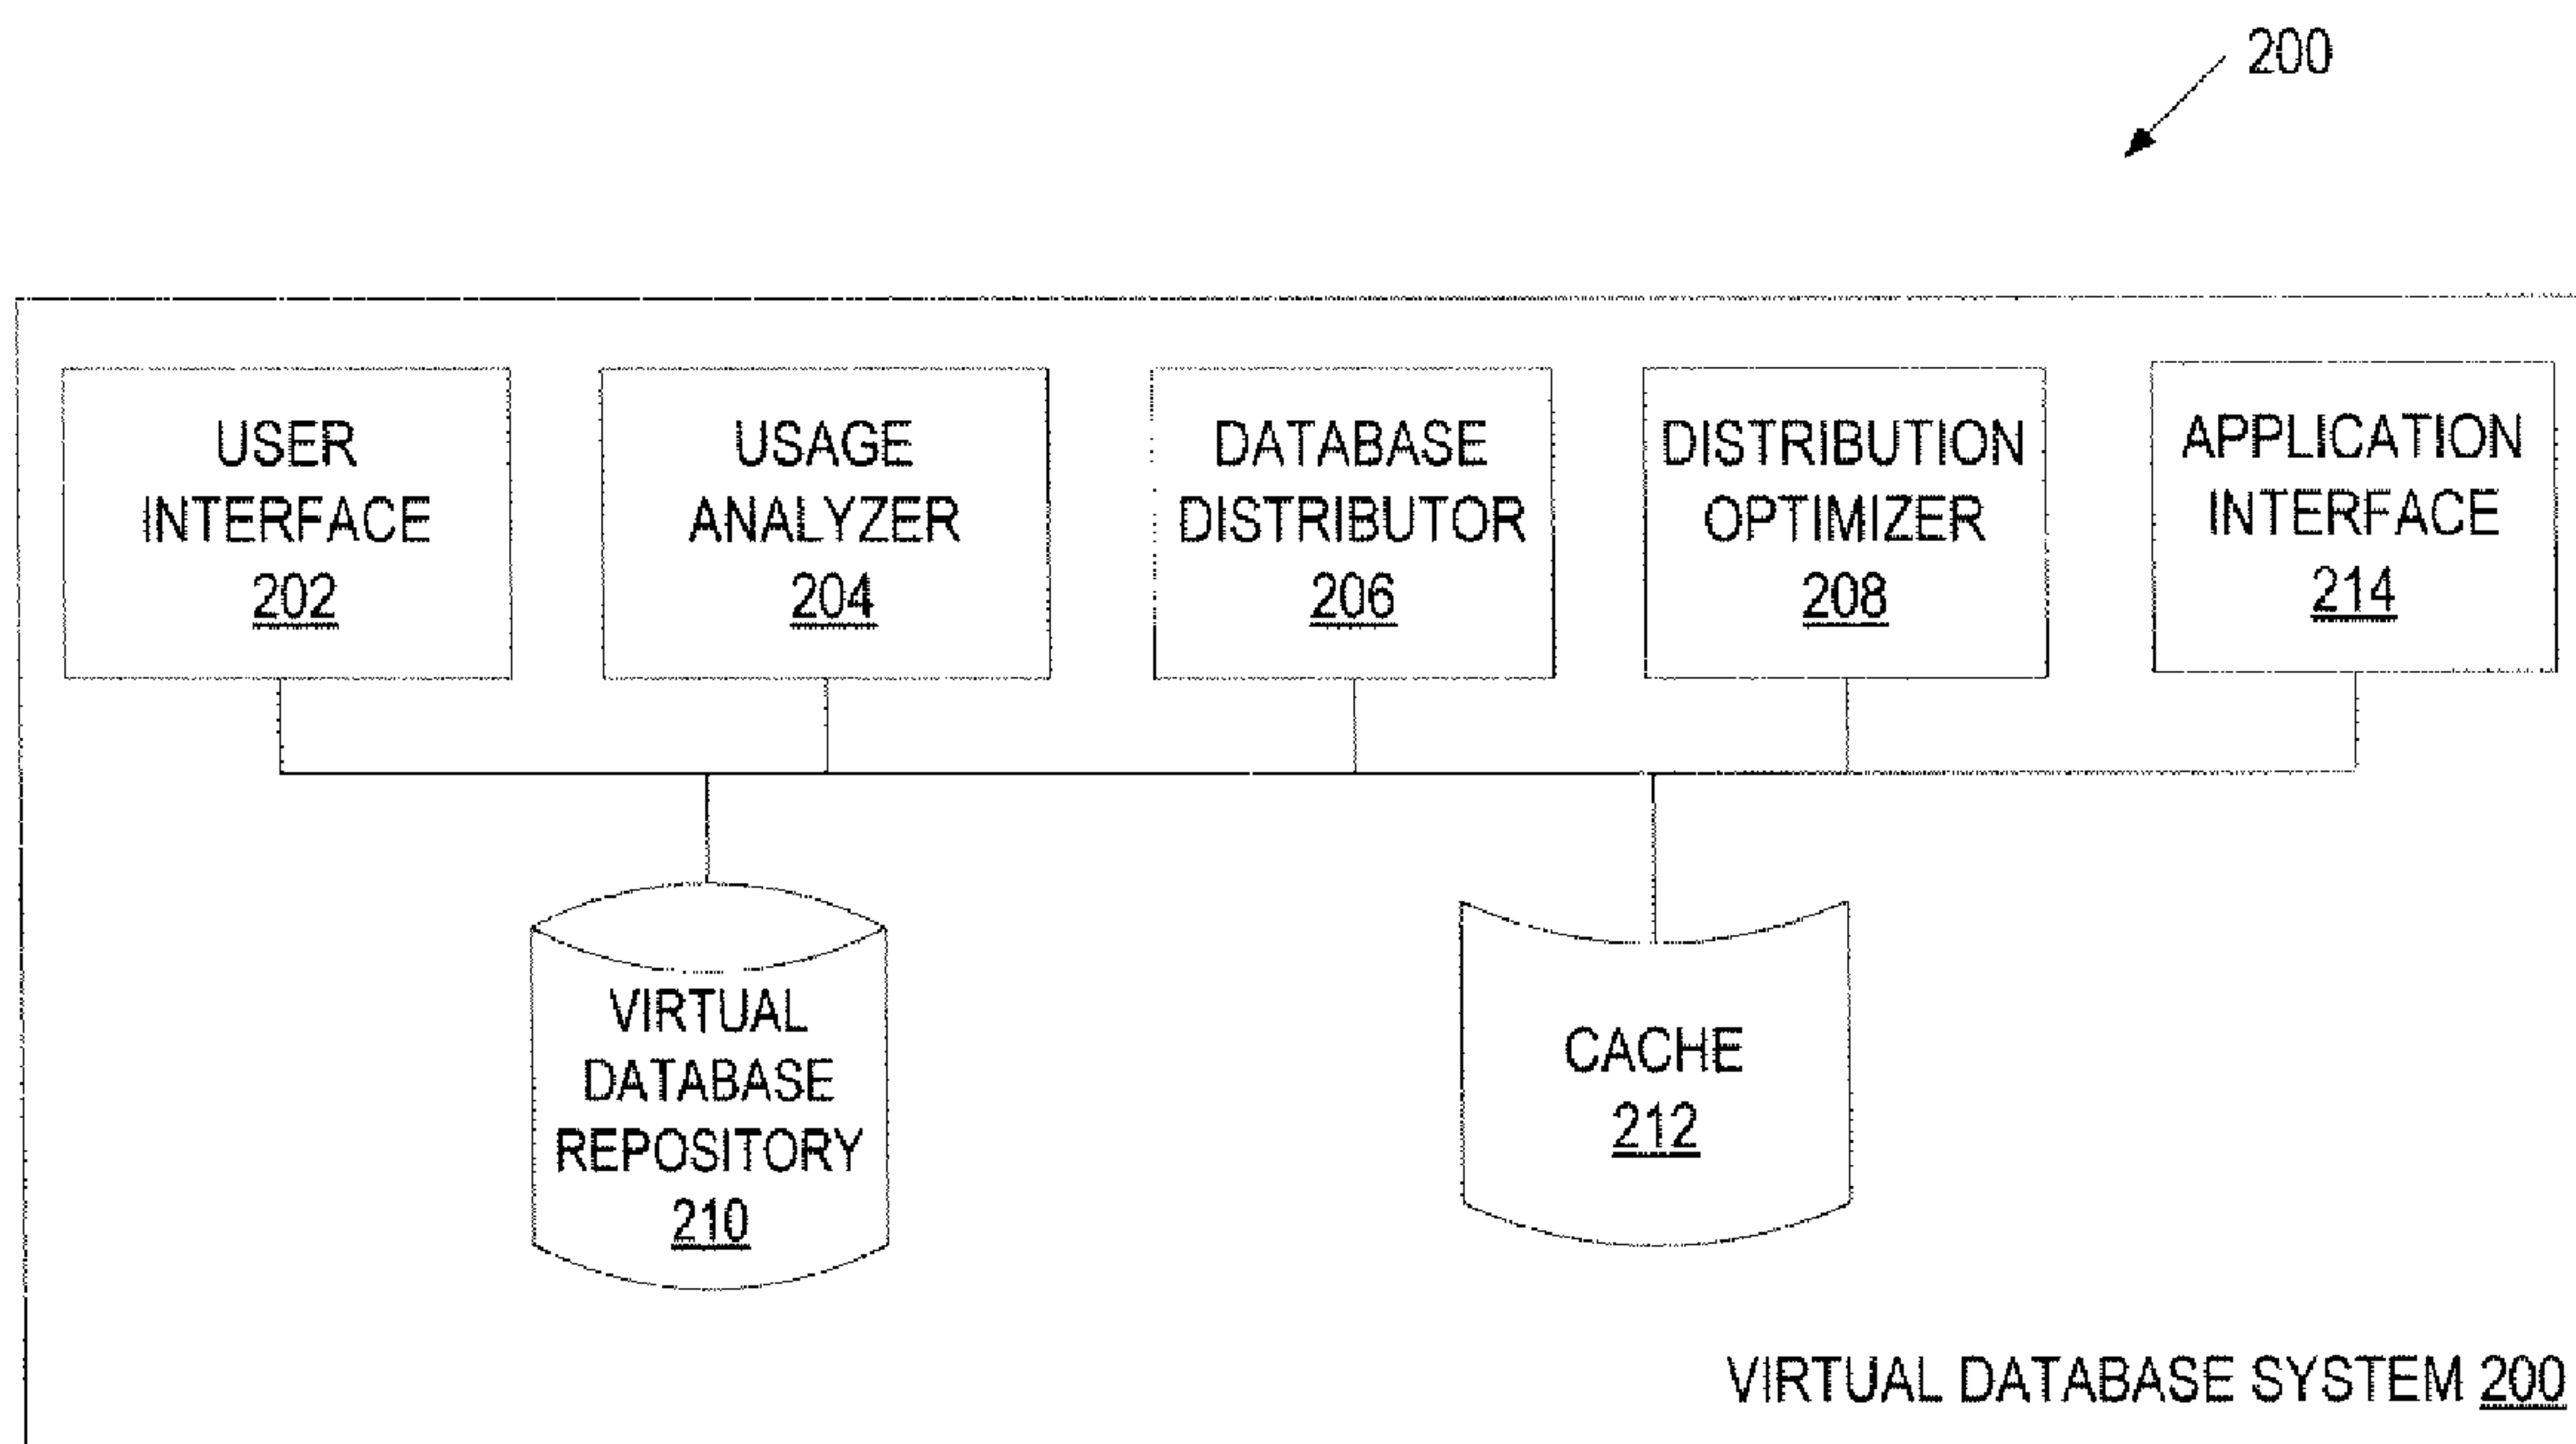 200
USER
INTERFACE
202
USAGE
ANALYZER
204
DATABASE
DISTRIBUTOR
206
DISTRIBUTION
OPTIMIZER
208
APPLICATION
INTERFACE
214
VIRTUAL
DATABASE
REPOSITORY
210
CACHE
212
VIRTUAL DATABASE SYSTEM 200